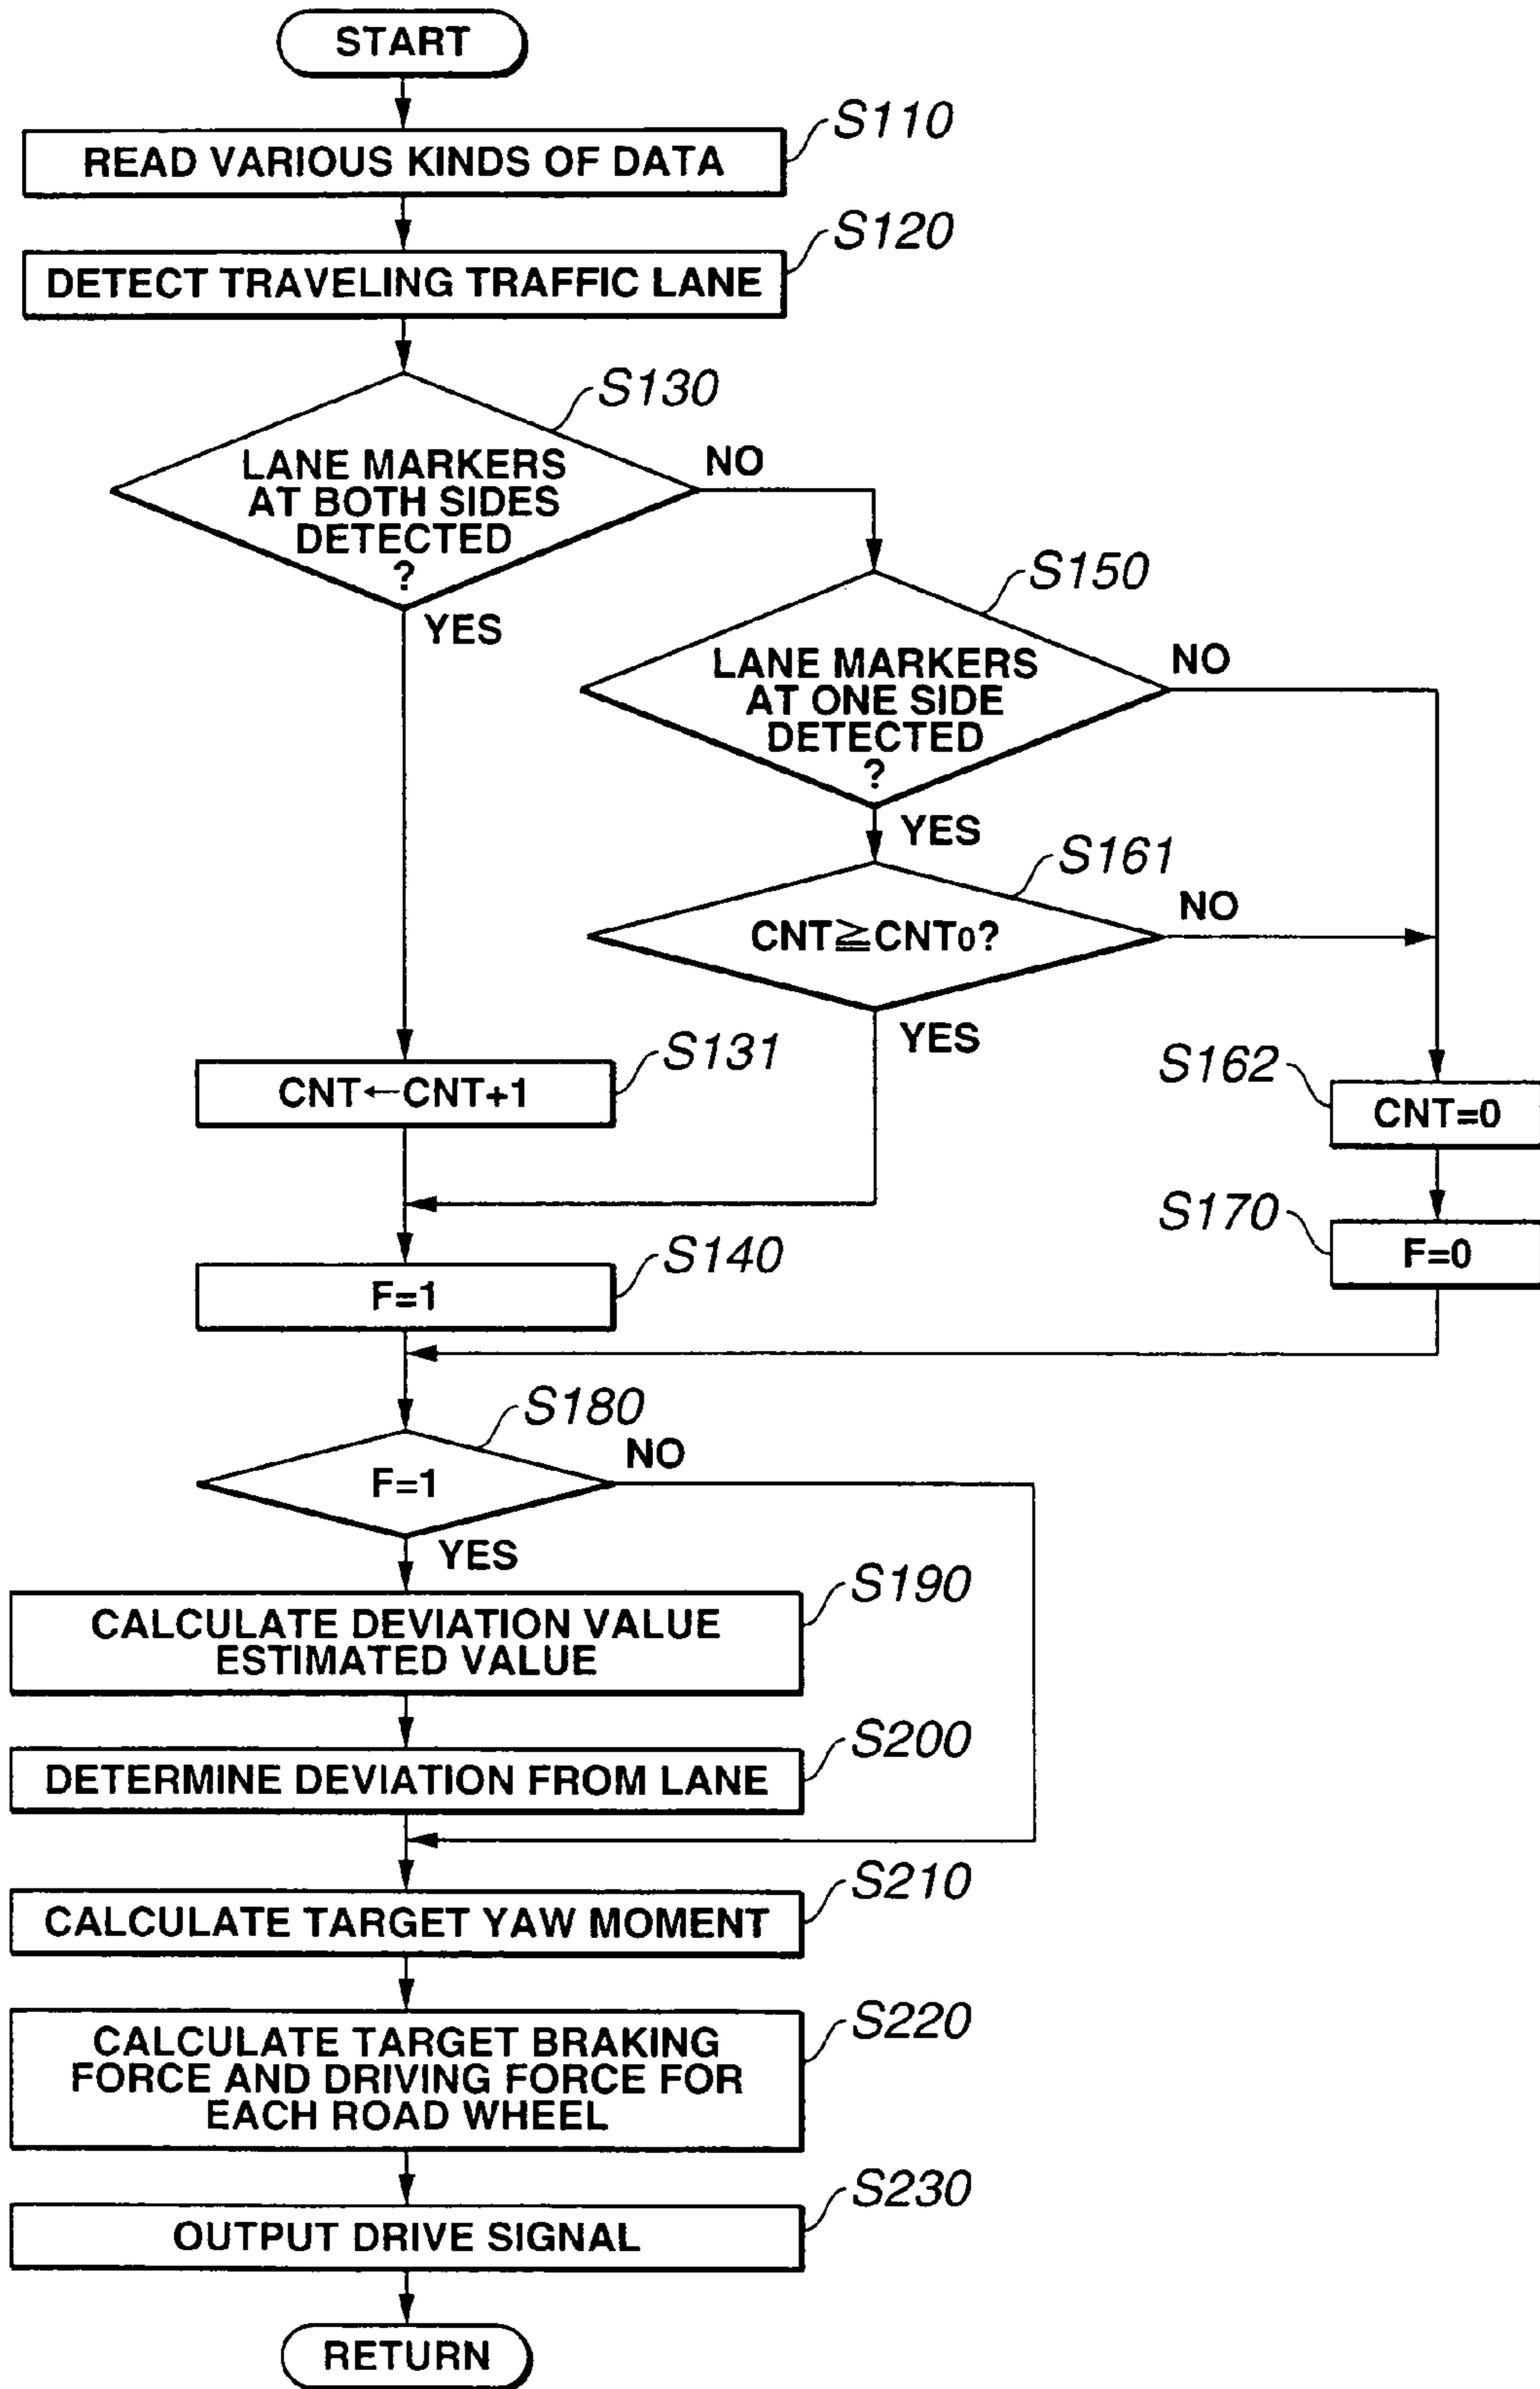 START
S110
READ VARIOUS KINDS OF DATA
S120
DETECT TRAVELING TRAFFIC LANE
S130
LANE MARKERS
AT BOTH SIDES
DETECTED
?
NO
YES
S150
LANE MARKERS
AT ONE SIDE
DETECTED
?
NO
YES
S161
CNT≧CNT0?
NO
YES
S131
CNT←CNT+1
S162
CNT=0
S170
F=0
S140
F=1
S180
F=1
NO
YES
S190
CALCULATE DEVIATION VALUE
ESTIMATED VALUE
S200
DETERMINE DEVIATION FROM LANE
S210
CALCULATE TARGET YAW MOMENT
S220
CALCULATE TARGET BRAKING
FORCE AND DRIVING FORCE FOR
EACH ROAD WHEEL
S230
OUTPUT DRIVE SIGNAL
RETURN